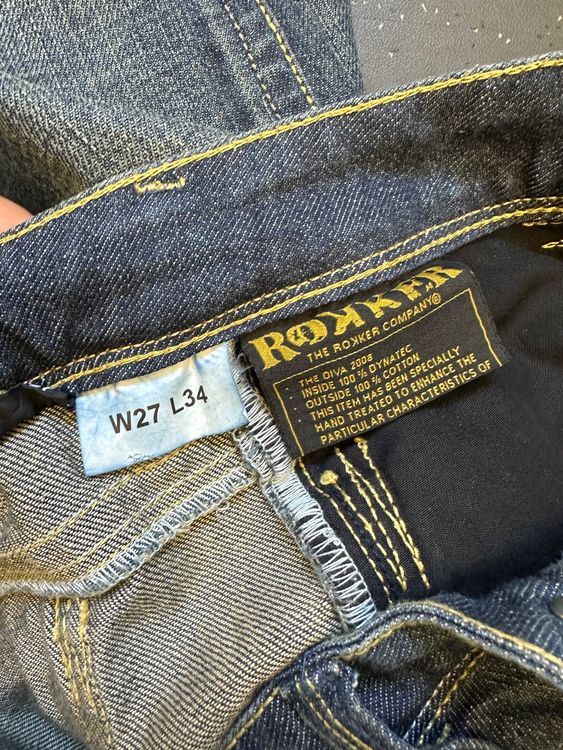 W27 L34
ROKKER
THE ROKKER COMPANY®
THE DIVA 2008
INSIDE 100 % DYNATEC
OUTSIDE 100 % COTTON
THIS ITEM HAS BEEN SPECIALLY
HAND TREATED TO ENHANCE THE
PARTICULAR CHARACTERISTICS OF